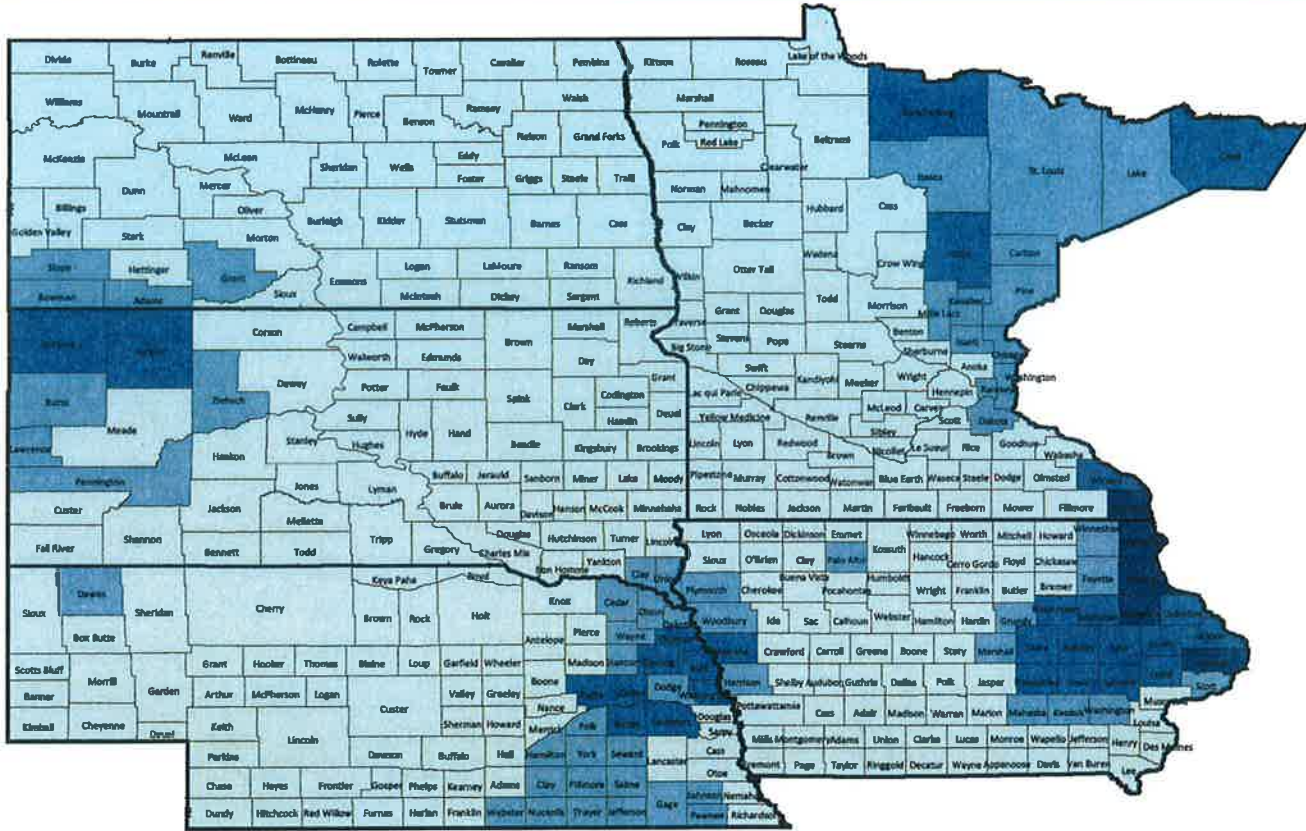 Divide Burke Renville Bottineau Rolette Towner Cavalier Pembina Kittson Roseau Lake of the Woods
Williams Mountrail Ward McHenry Pierce Benson Ramsey Walsh Marshall Beltrami
Nelson Grand Forks Polk Pennington Red Lake Clearwater
McKenzie McLean Sheridan Wells Eddy Foster Griggs Steele Traill Norman Mahnomen Itasca St. Louis Lake Cook
Dunn Mercer Oliver Hubbard Cass
Billings Burleigh Kidder Stutsman Barnes Cass Clay Becker
Golden Valley Stark Morton Wadena Crow Wing Carlton
Slope Hettinger Grant Logan LaMoure Ransom Richland Wilkin Otter Tail
Bowman Adams Sioux Emmons McIntosh Dickey Sargent Todd Morrison Pine
Grant Douglas Mille Lacs Kanabec
Corson Campbell McPherson Brown Marshall Roberts Traverse Stevens Pope Stearns Benton Isanti
Walworth Edmunds Day Big Stone Sherburne Chisago
Dewey Potter Faulk Grant Swift Kandiyohi Meeker Wright Anoka Washington
Butte Ziebach Codington Lac qui Parle Chippewa Hennepin Ramsey
Sully Spink Clark Hamlin Deuel Yellow Medicine Renville McLeod Carver Scott Dakota
Meade Hyde Hand Sibley
Lawrence Stanley Hughes Beadle Kingsbury Brookings Lincoln Lyon Redwood Brown Nicollet Le Sueur Rice Goodhue Wabasha
Haakon
Pennington Jones Lyman Buffalo Jerauld Sanborn Miner Lake Moody Pipestone Murray Cottonwood Watonwan Blue Earth Waseca Steele Dodge Olmsted
Custer Jackson Mellette Brule Aurora Davison Hanson McCook Minnehaha Rock Nobles Jackson Martin Faribault Freeborn Mower Fillmore
Fall River Shannon Bennett Todd Tripp Gregory Charles Mix Douglas Hutchinson Turner Lincoln Lyon Osceola Dickinson Emmet Kossuth Winnebago Worth Mitchell Howard Winneshiek
Bon Homme Yankton Clay Union Sioux O'Brien Clay Palo Alto Hancock Cerro Gordo Floyd Chickasaw
Sioux Dawes Sheridan Cherry Keya Paha Boyd Knox Cedar Dixon Plymouth Cherokee Buena Vista Pocahontas Humboldt Wright Franklin Butler Bremer Fayette
Box Butte Brown Rock Holt Antelope Pierce Wayne Woodbury Ida Sac Calhoun Webster Hamilton Hardin Grundy
Scotts Bluff Grant Hooker Thomas Blaine Loup Garfield Wheeler Madison Crawford Carroll Greene Boone Story Marshall
Banner Morrill Garden Arthur McPherson Logan Custer Valley Greeley Boone Dodge Harrison Shelby Audubon Guthrie Dallas Polk Jasper
Kimball Cheyenne Deuel Keith Lincoln Sherman Howard Nance Merrick Polk Douglas Sarpy Pottawattamie Cass Adair Madison Warren Marion Mahaska Keokuk Washington Scott Louisa
Perkins Dawson Buffalo Hall Hamilton York Seward Lancaster Cass Otoe Mills Montgomery Adams Union Clarke Lucas Monroe Wapello Jefferson Henry Des Moines
Chase Hayes Frontier Gosper Phelps Kearney Adams Clay Fillmore Saline Gage Johnson Nemaha Fremont Page Taylor Ringgold Decatur Wayne Appanoose Davis Van Buren Lee
Dundy Hitchcock Red Willow Furnas Harlan Franklin Webster Nuckolls Thayer Jefferson Pawnee Richardson